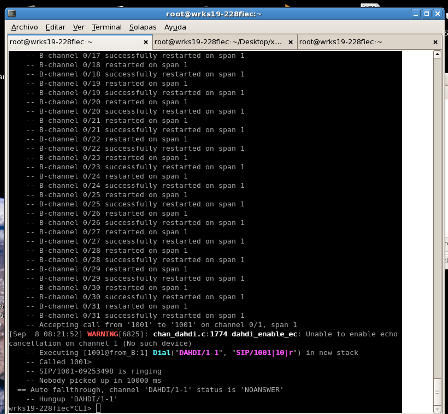 root@wrks19-228fiec:~
Archivo Editar Ver Terminal Solapas Ayuda
root@wrks19-228fiec:~ root@wrks19-228fiec:~/Desktop/x... root@wrks19-228fiec:~
-- B-channel 0/17 successfully restarted on span 1
-- B-channel 0/18 restarted on span 1
-- B-channel 0/18 successfully restarted on span 1
-- B-channel 0/19 restarted on span 1
-- B-channel 0/19 successfully restarted on span 1
-- B-channel 0/20 restarted on span 1
-- B-channel 0/20 successfully restarted on span 1
-- B-channel 0/21 restarted on span 1
-- B-channel 0/21 successfully restarted on span 1
-- B-channel 0/22 restarted on span 1
-- B-channel 0/22 successfully restarted on span 1
-- B-channel 0/23 restarted on span 1
-- B-channel 0/23 successfully restarted on span 1
-- B-channel 0/24 restarted on span 1
-- B-channel 0/24 successfully restarted on span 1
-- B-channel 0/25 restarted on span 1
-- B-channel 0/25 successfully restarted on span 1
-- B-channel 0/26 restarted on span 1
-- B-channel 0/26 successfully restarted on span 1
-- B-channel 0/27 restarted on span 1
-- B-channel 0/27 successfully restarted on span 1
-- B-channel 0/28 restarted on span 1
-- B-channel 0/28 successfully restarted on span 1
-- B-channel 0/29 restarted on span 1
-- B-channel 0/29 successfully restarted on span 1
-- B-channel 0/30 restarted on span 1
-- B-channel 0/30 successfully restarted on span 1
-- B-channel 0/31 restarted on span 1
-- B-channel 0/31 successfully restarted on span 1
-- Accepting call from '1001' to '1001' on channel 0/1, span 1
[Sep 8 08:21:52] WARNING[6825]: chan_dahdi.c:1774 dahdi_enable_ec: Unable to enable echo
cancellation on channel 1 (No such device)
-- Executing [1001@from_8:1] Dial("DAHDI/1-1", "SIP/1001|10|r") in new stack
-- Called 1001>
-- SIP/1001-09253498 is ringing
-- Nobody picked up in 10000 ms
== Auto fallthrough, channel 'DAHDI/1-1' status is 'NOANSWER'
-- Hungup 'DAHDI/1-1'
wrks19-228fiec*CLI>